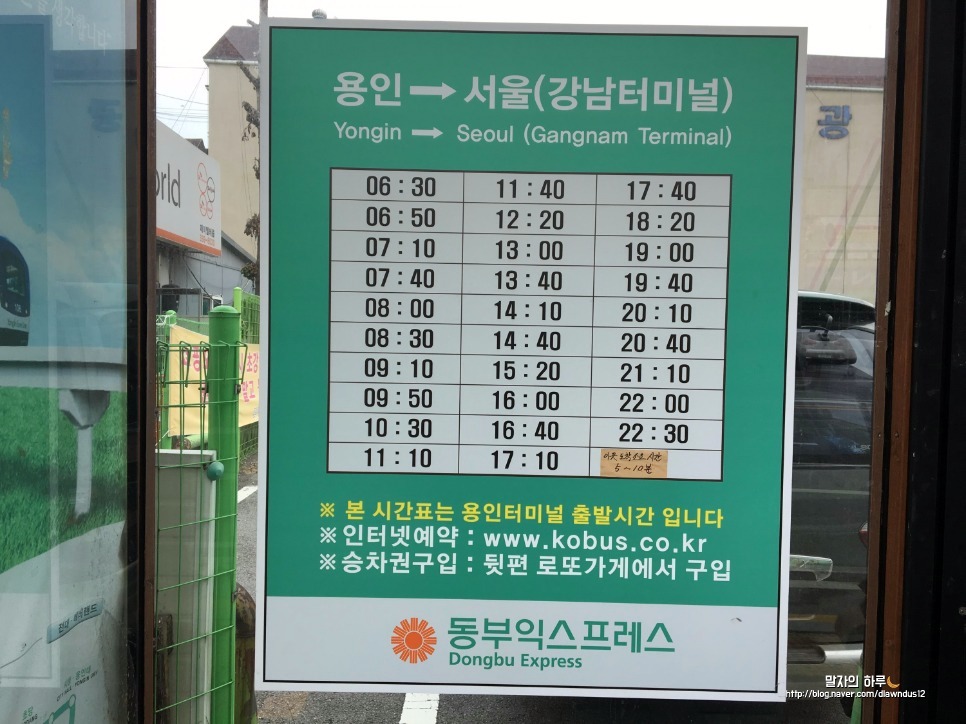 용인 → 서울(강남터미널)
Yongin → Seoul (Gangnam Terminal)
06 : 30 11 : 40 17 : 40
06 : 50 12 : 20 18 : 20
07 : 10 13 : 00 19 : 00
07 : 40 13 : 40 19 : 40
08 : 00 14 : 10 20 : 10
08 : 30 14 : 40 20 : 40
09 : 10 15 : 20 21 : 10
09 : 50 16 : 00 22 : 00
10 : 30 16 : 40 22 : 30
11 : 10 17 : 10
시간
5~10분
※ 본 시간표는 용인터미널 출발시간 입니다
※인터넷예약 : www.kobus.co.kr
※승차권구입 : 뒷편 로또가게에서 구입
동부익스프레스
Dongbu Express
광
orld
말자의 하루
http://blog.naver.com/dlawndus12